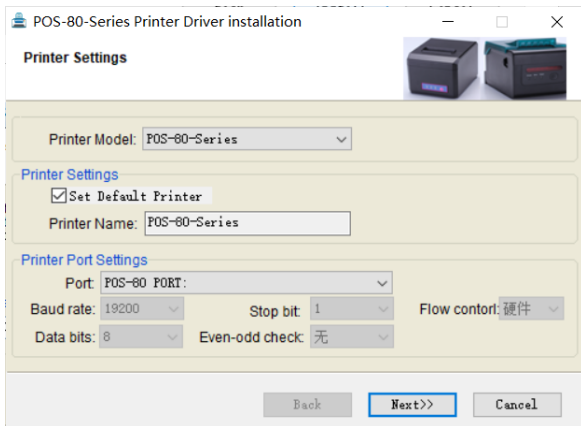 POS-80-Series Printer Driver installation
Printer Settings
Printer Model: POS-80-Series
Printer Settings
Set Default Printer
Printer Name: POS-80-Series
Printer Port Settings
Port: POS-80 PORT:
Baud rate: 19200 Stop bit: 1 Flow contorl: 硬件
Data bits: 8 Even-odd check: 无
Back Next>> Cancel